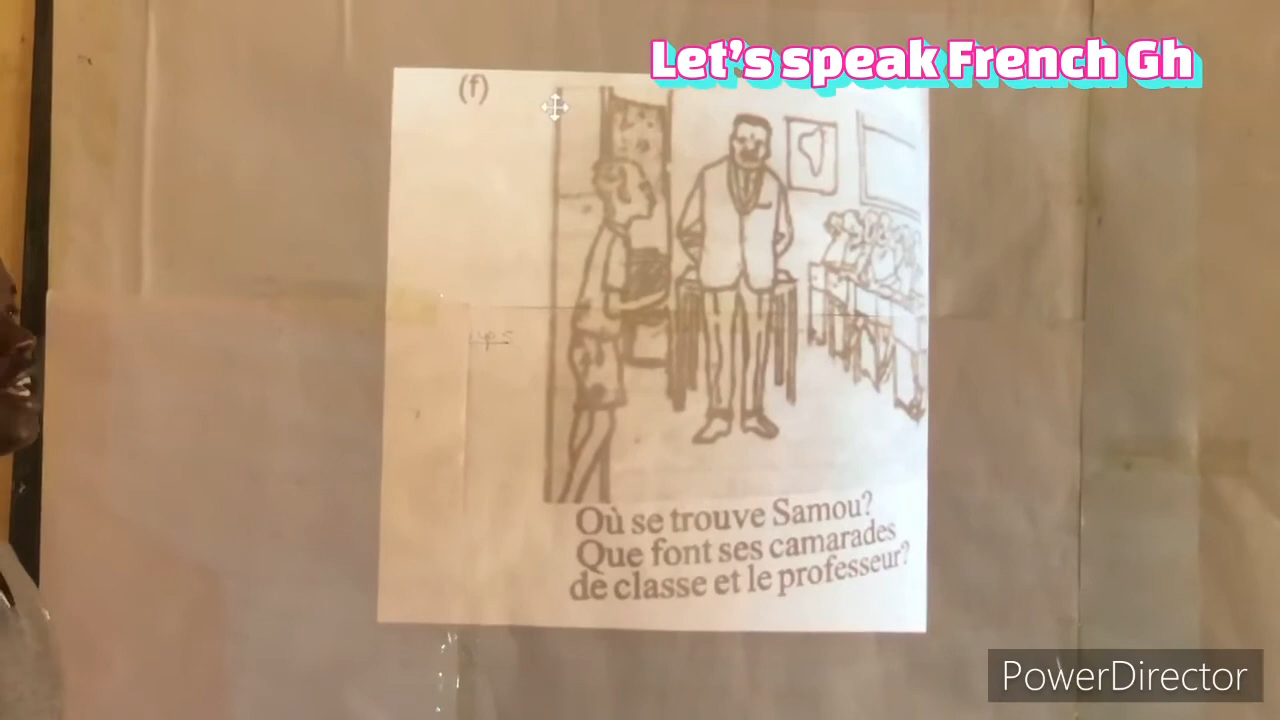 Let's speak French Gh
(f)
Où se trouve Samou?
Que font ses camarades
de classe et le professeur?
PowerDirector